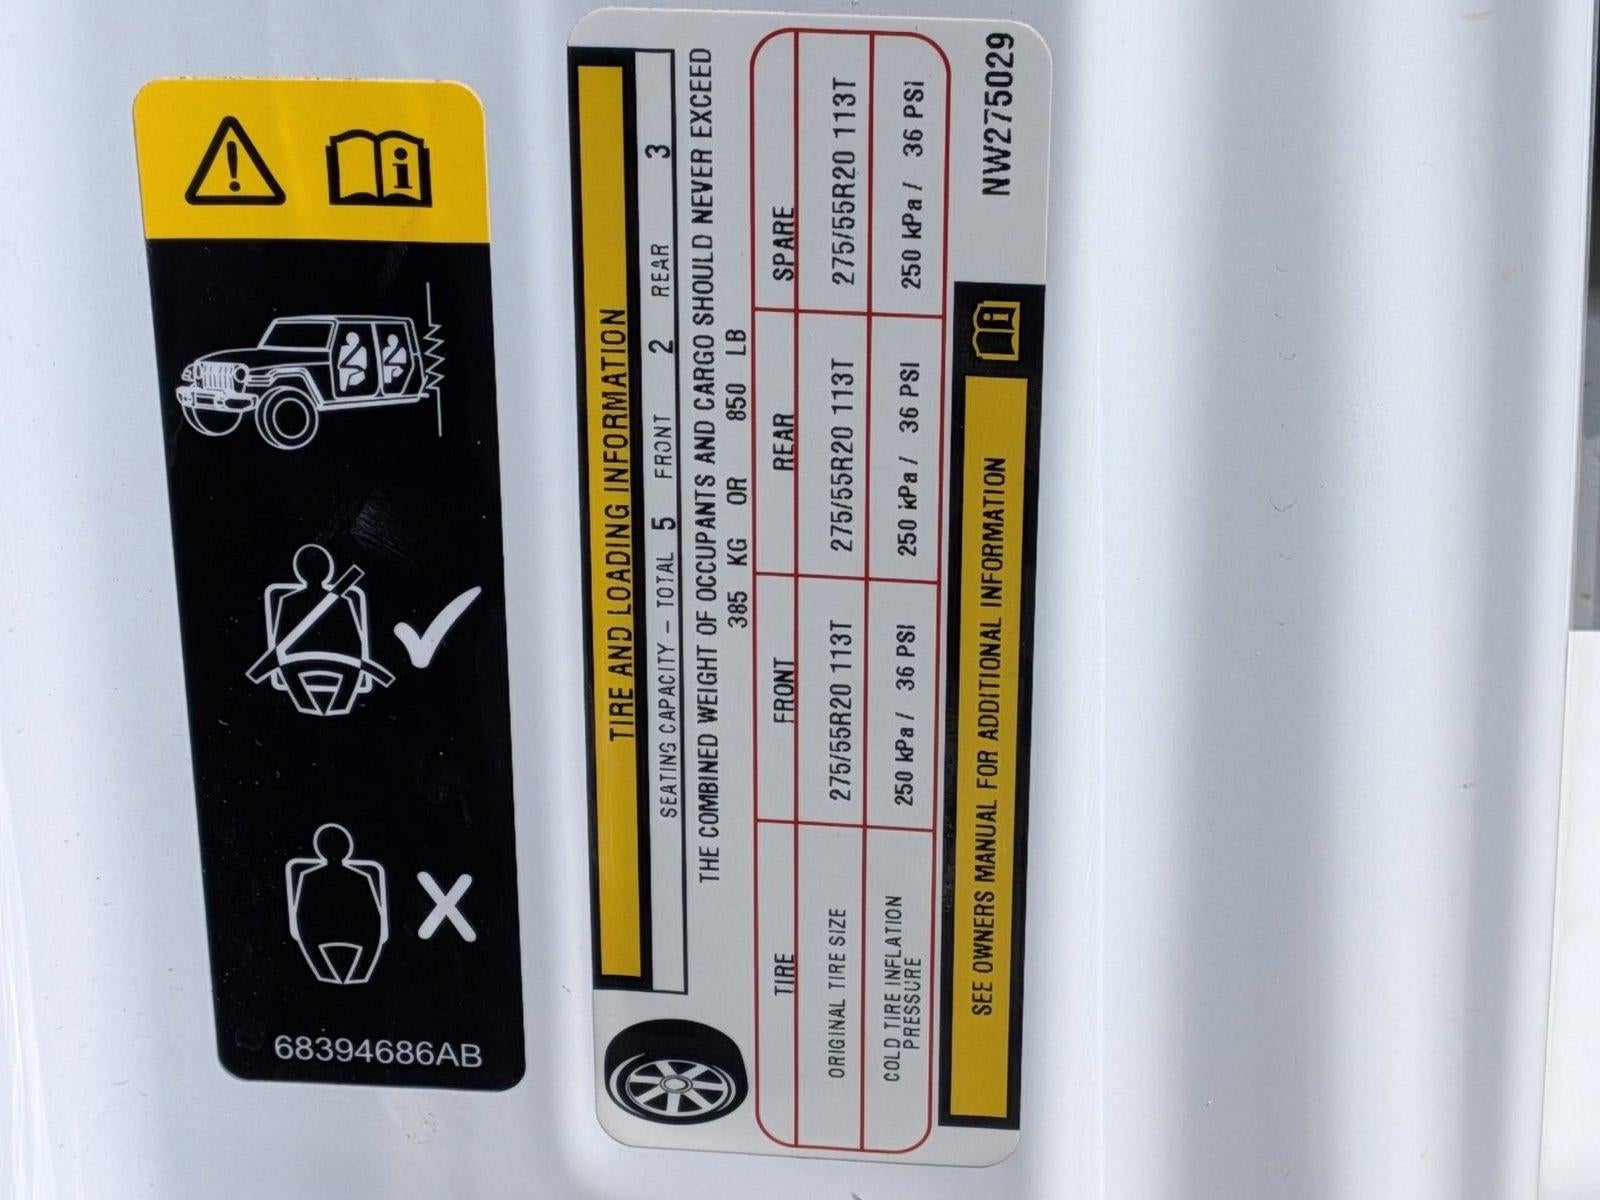 68394686AB
TIRE AND LOADING INFORMATION
SEATING CAPACITY – TOTAL 5 FRONT 2 REAR 3
THE COMBINED WEIGHT OF OCCUPANTS AND CARGO SHOULD NEVER EXCEED
385 KG OR 850 LB
TIRE FRONT REAR SPARE
ORIGINAL TIRE SIZE 275/55R20 113T 275/55R20 113T 275/55R20 113T
COLD TIRE INFLATION
PRESSURE 250 kPa / 36 PSI 250 kPa / 36 PSI 250 kPa / 36 PSI
SEE OWNERS MANUAL FOR ADDITIONAL INFORMATION
NW275029